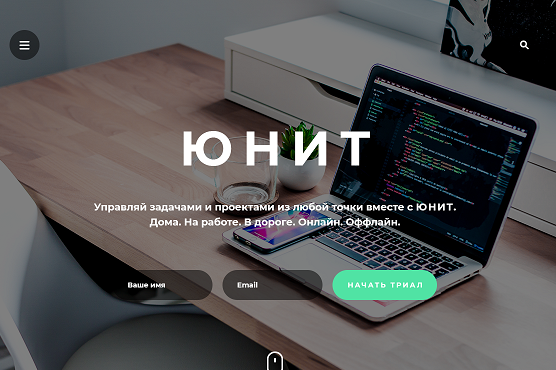 ЮНИТ
Управляй задачами и проектами из любой точки вместе с ЮНИТ.
Дома. На работе. В дороге. Онлайн. Оффлайн.
Ваше имя
Email
НАЧАТЬ ТРИАЛ